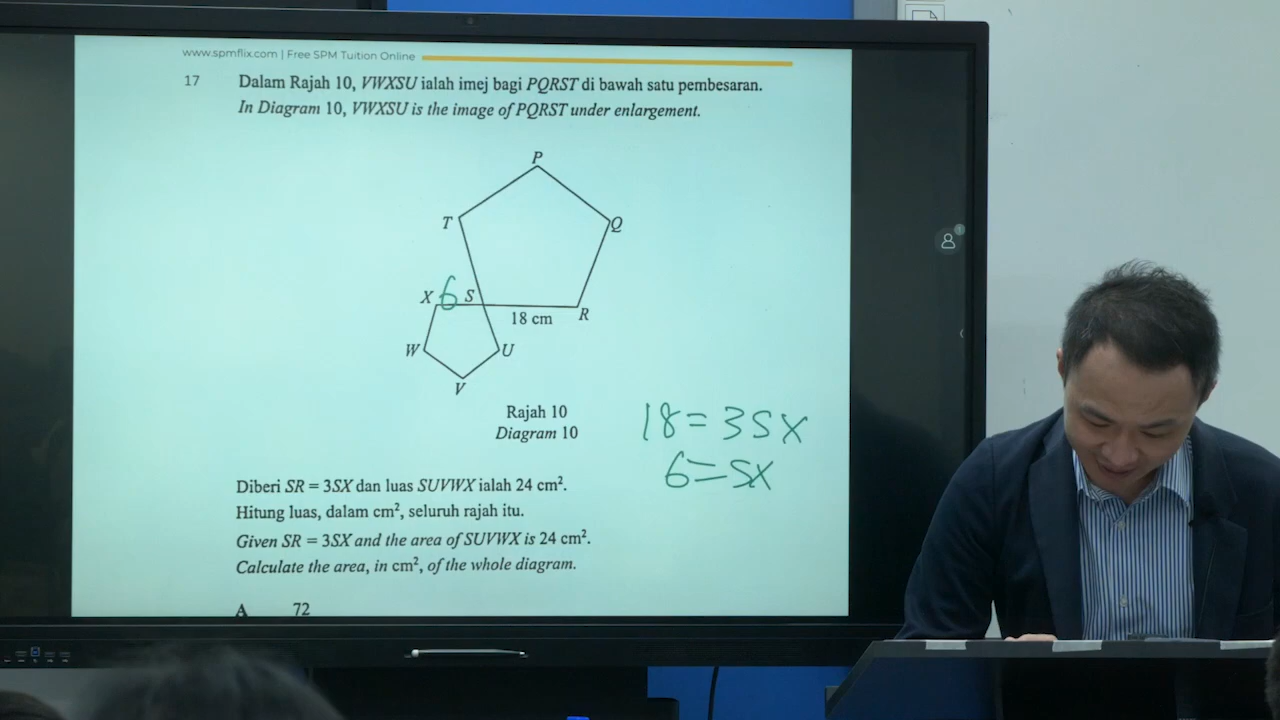 www.spmflix.com | Free SPM Tuition Online
17 Dalam Rajah 10, VWXSU ialah imej bagi PQRST di bawah satu pembesaran.
In Diagram 10, VWXSU is the image of PQRST under enlargement.
P
T
Q
X 6 S
18 cm
R
W
U
V
Rajah 10
Diagram 10
18 = 3SX
6 = SX
Diberi SR = 3SX dan luas SUVWX ialah 24 cm².
Hitung luas, dalam cm², seluruh rajah itu.
Given SR = 3SX and the area of SUVWX is 24 cm².
Calculate the area, in cm², of the whole diagram.
A 72